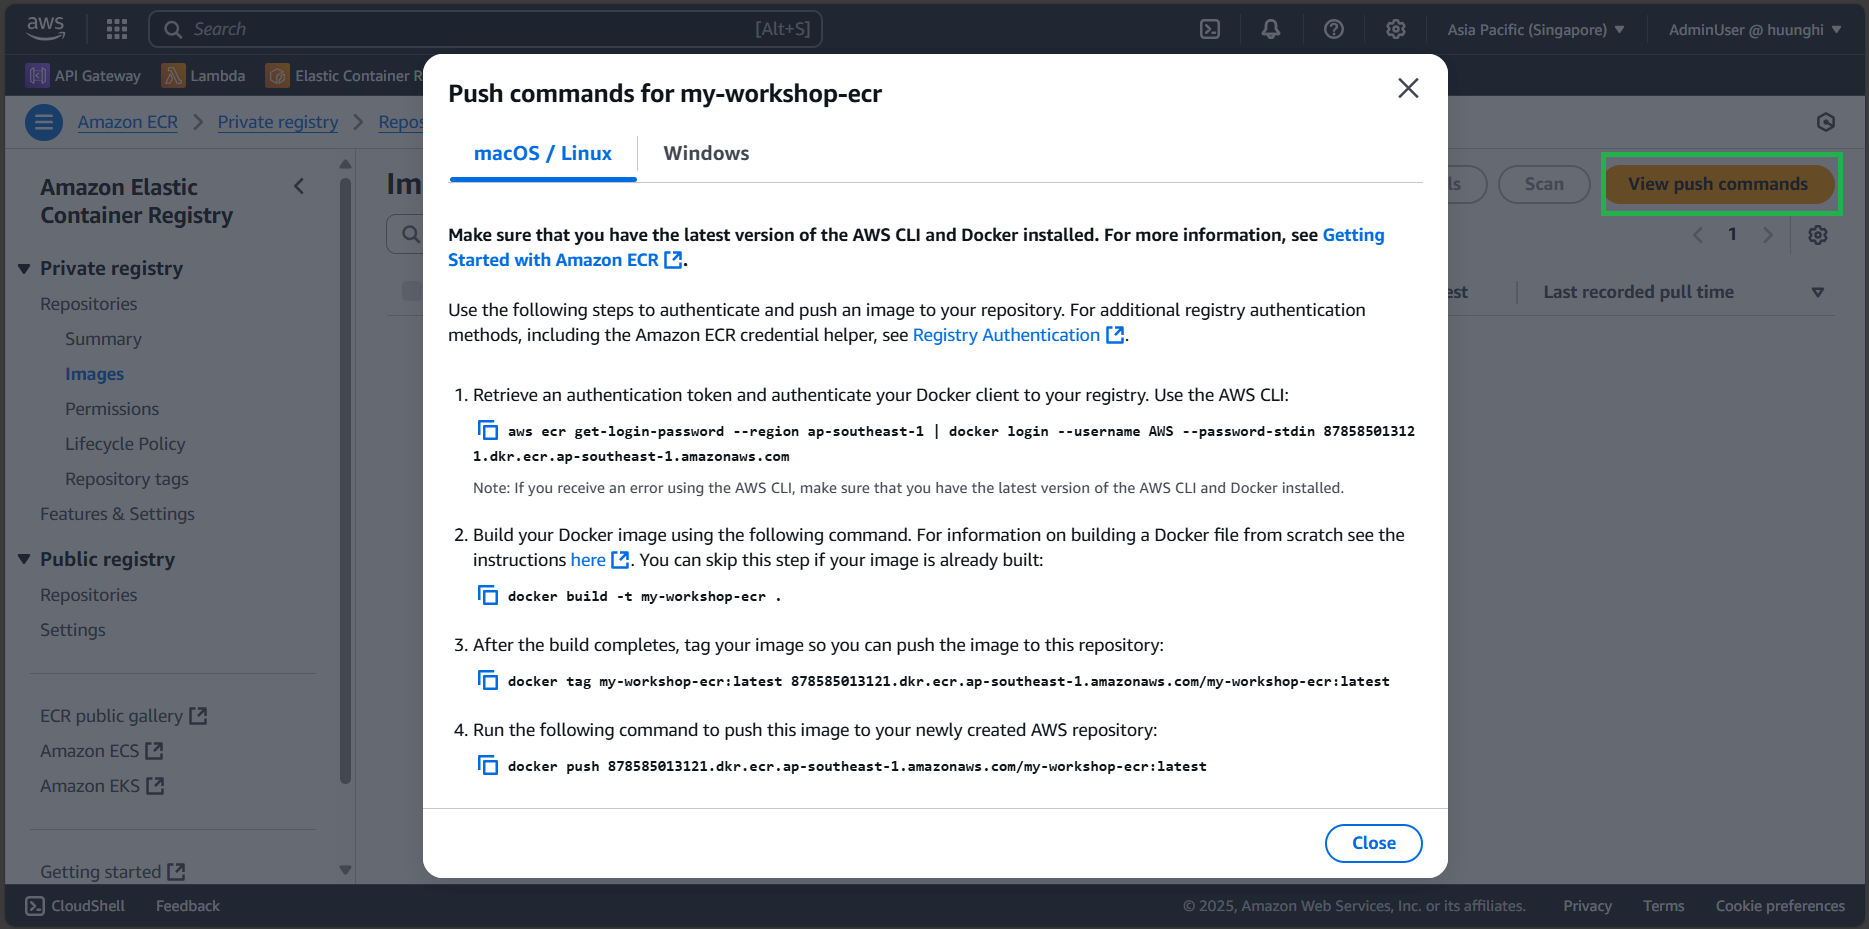 aws
Search
[Alt+S]
Asia Pacific (Singapore)
AdminUser @ huunghi
API Gateway
Lambda
Elastic Container R
Amazon ECR
Private registry
Repos
Amazon Elastic
Container Registry
Private registry
Repositories
Summary
Images
Permissions
Lifecycle Policy
Repository tags
Features & Settings
Public registry
Repositories
Settings
ECR public gallery
Amazon ECS
Amazon EKS
Getting started
Im
ls
Scan
View push commands
1
est
Last recorded pull time
Push commands for my-workshop-ecr
macOS / Linux
Windows
Make sure that you have the latest version of the AWS CLI and Docker installed. For more information, see Getting
Started with Amazon ECR.
Use the following steps to authenticate and push an image to your repository. For additional registry authentication
methods, including the Amazon ECR credential helper, see Registry Authentication.
1. Retrieve an authentication token and authenticate your Docker client to your registry. Use the AWS CLI:
aws ecr get-login-password --region ap-southeast-1 | docker login --username AWS --password-stdin 87858501312
1.dkr.ecr.ap-southeast-1.amazonaws.com
Note: If you receive an error using the AWS CLI, make sure that you have the latest version of the AWS CLI and Docker installed.
2. Build your Docker image using the following command. For information on building a Docker file from scratch see the
instructions here. You can skip this step if your image is already built:
docker build -t my-workshop-ecr .
3. After the build completes, tag your image so you can push the image to this repository:
docker tag my-workshop-ecr:latest 878585013121.dkr.ecr.ap-southeast-1.amazonaws.com/my-workshop-ecr:latest
4. Run the following command to push this image to your newly created AWS repository:
docker push 878585013121.dkr.ecr.ap-southeast-1.amazonaws.com/my-workshop-ecr:latest
Close
CloudShell
Feedback
© 2025, Amazon Web Services, Inc. or its affiliates.
Privacy
Terms
Cookie preferences